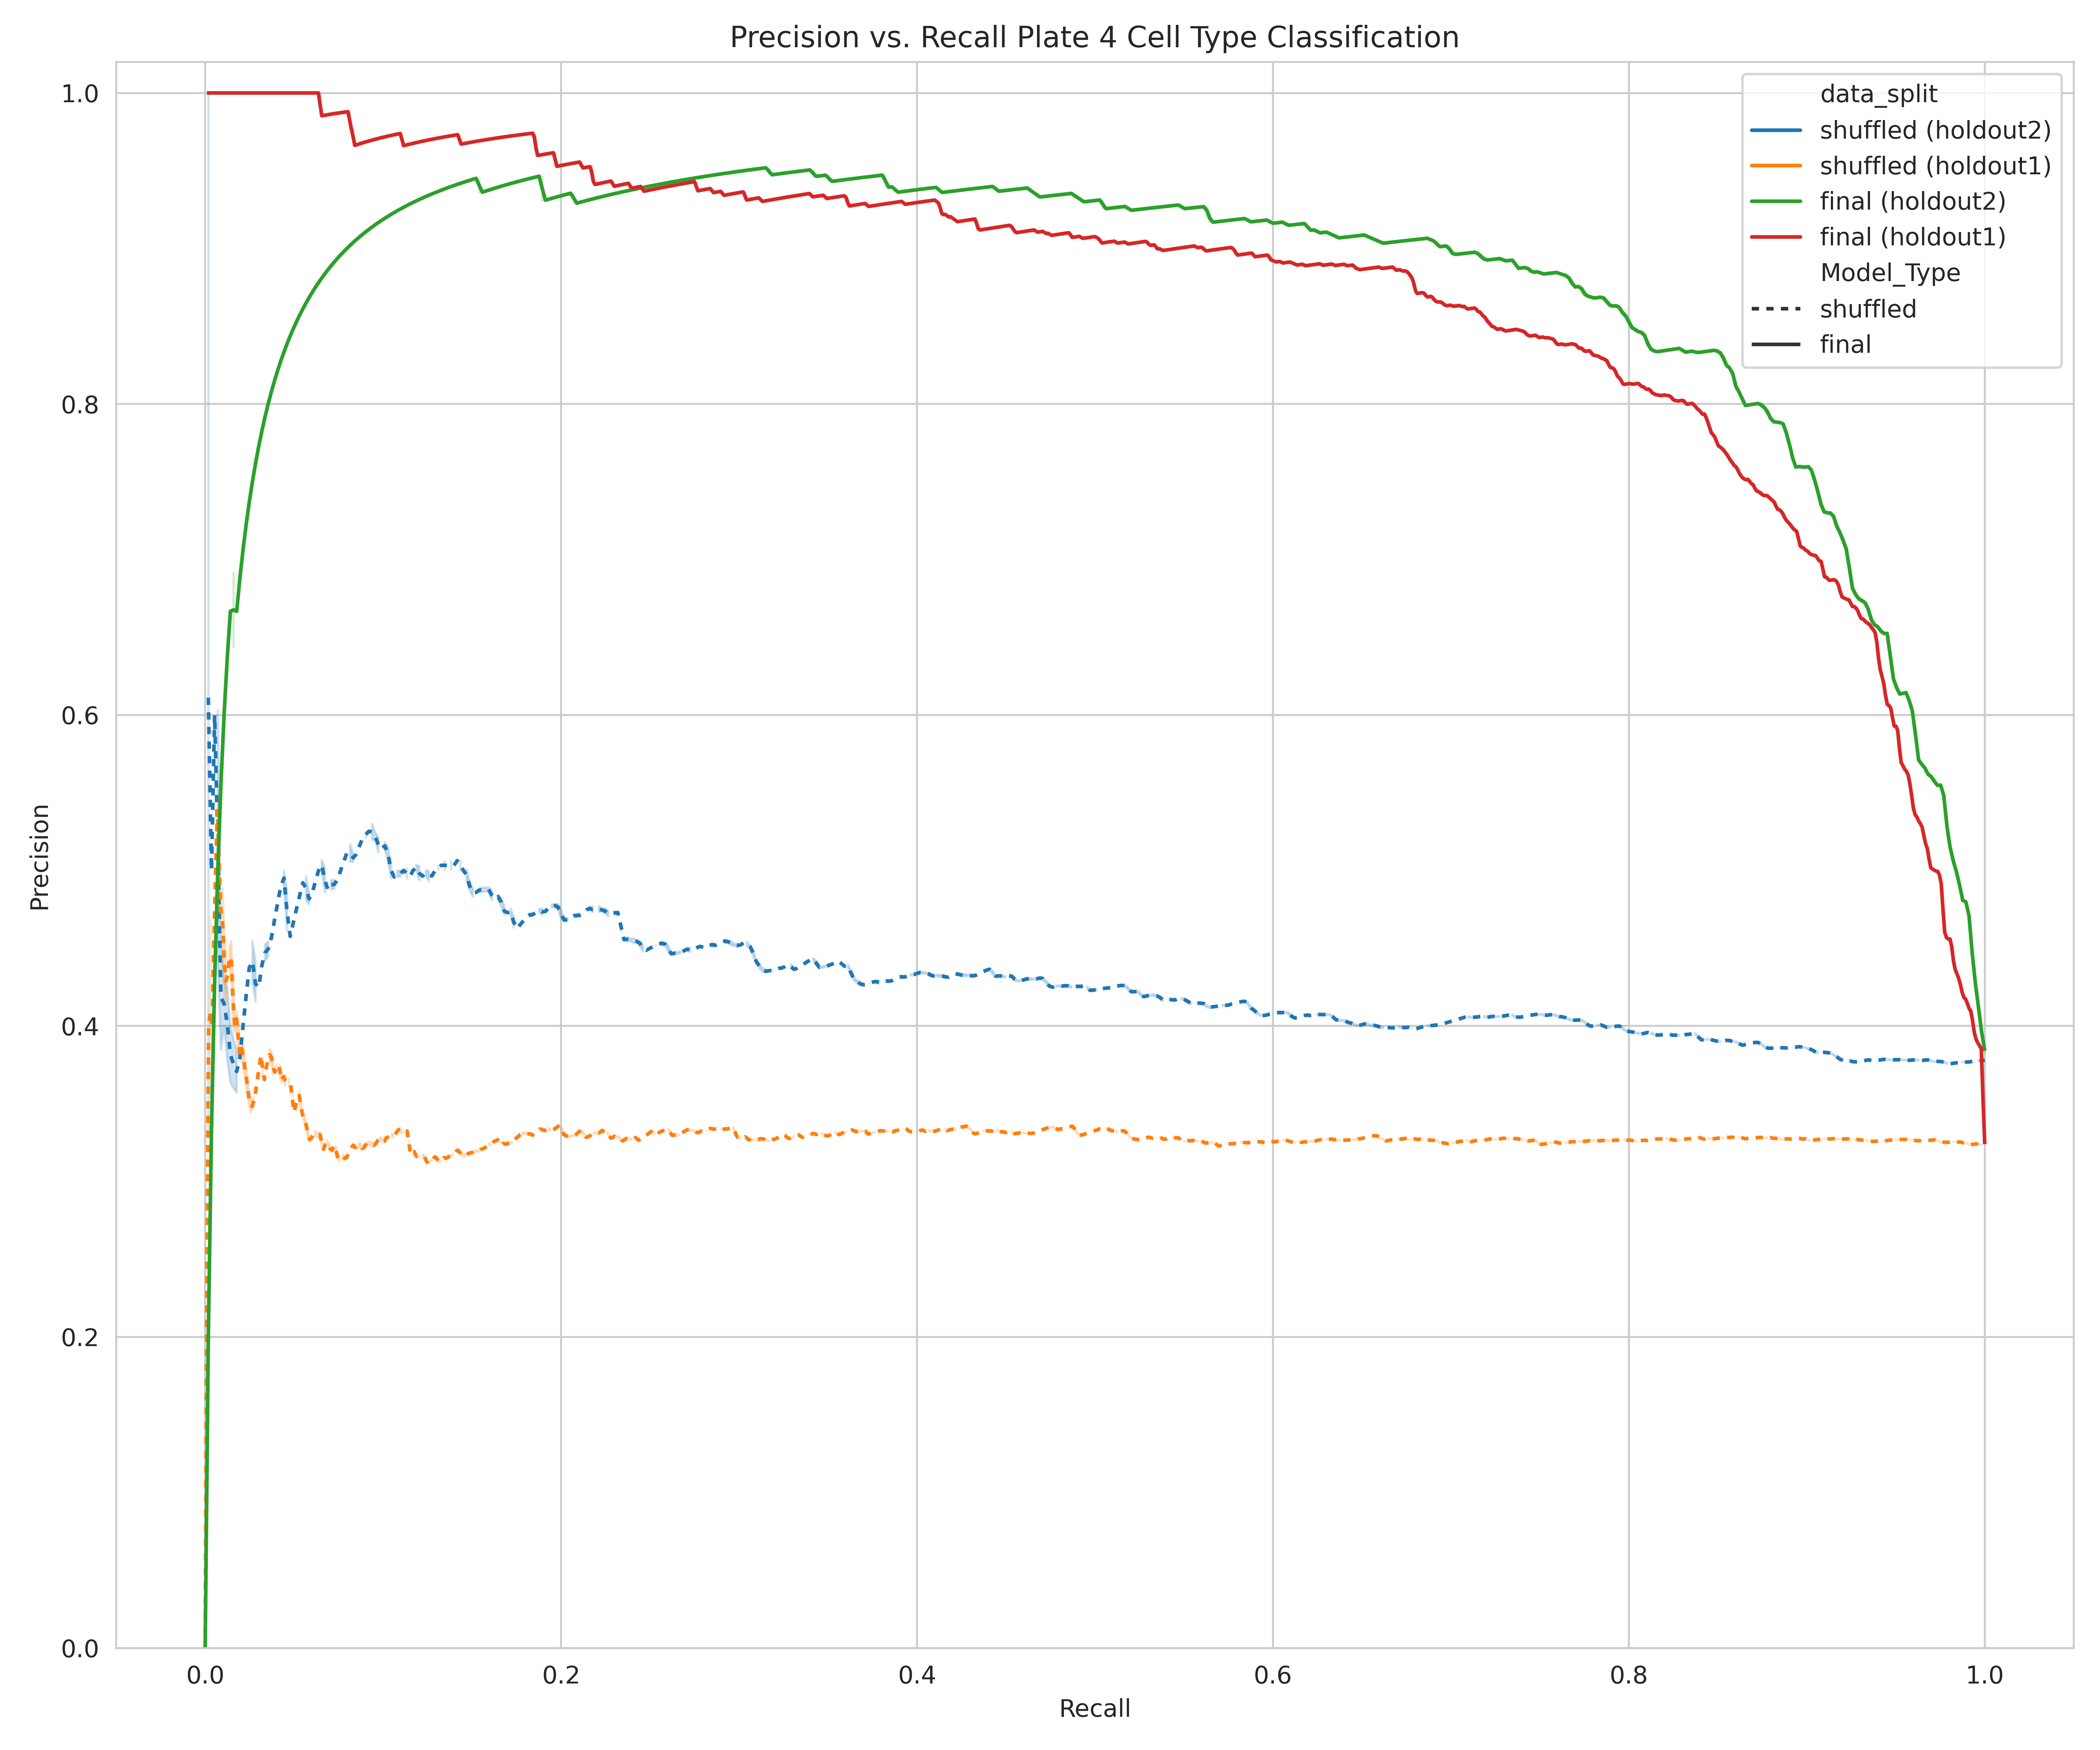 Precision vs. Recall Plate 4 Cell Type Classification
data_split
shuffled (holdout2)
shuffled (holdout1)
final (holdout2)
final (holdout1)
Model_Type
shuffled
final
1.0
0.8
0.6
0.4
0.2
0.0
Precision
0.0 0.2 0.4 0.6 0.8 1.0
Recall